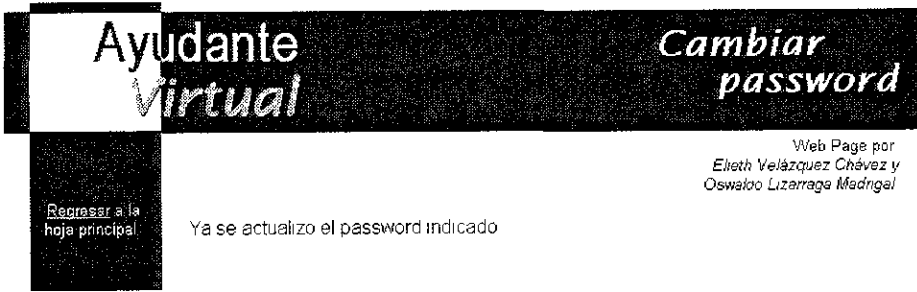 Ayudante
Virtual
Cambiar
password
Web Page por
Elieth Velázquez Chávez y
Oswaldo Lizarraga Madrigal
Regresar a la
hoja principal
Ya se actualizo el password indicado